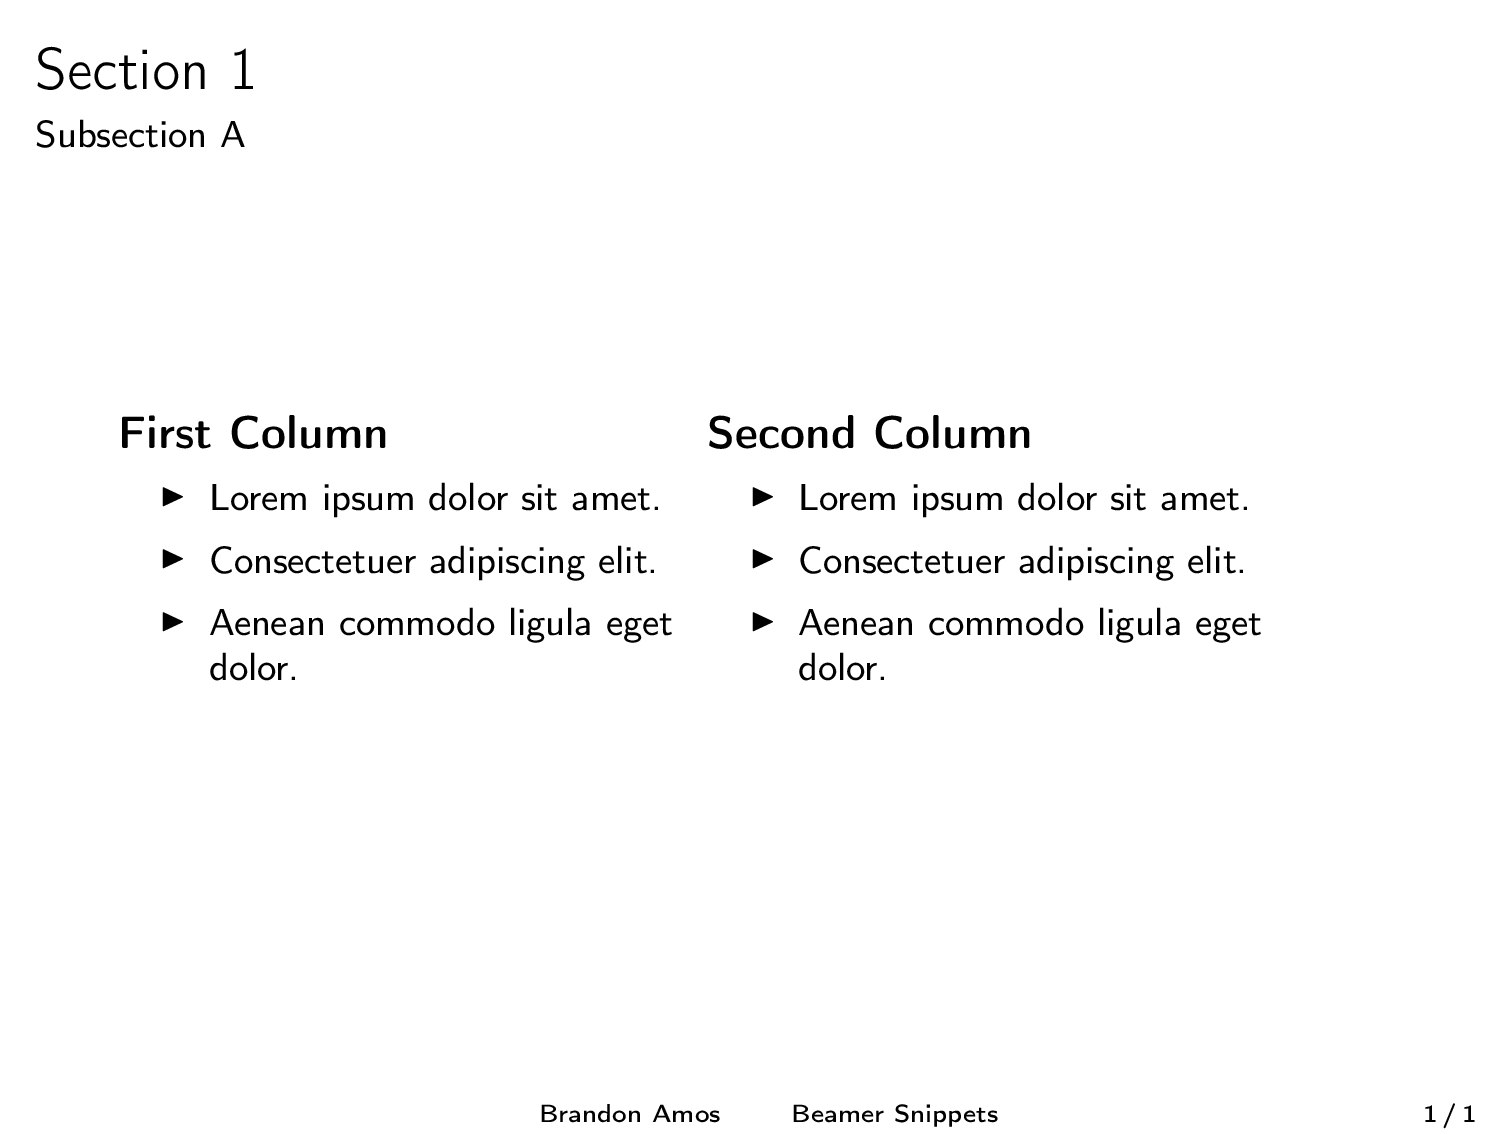 Section 1
Subsection A
First Column
▶ Lorem ipsum dolor sit amet.
▶ Consectetuer adipiscing elit.
▶ Aenean commodo ligula eget
dolor.
Second Column
▶ Lorem ipsum dolor sit amet.
▶ Consectetuer adipiscing elit.
▶ Aenean commodo ligula eget
dolor.
Brandon Amos Beamer Snippets 1 / 1